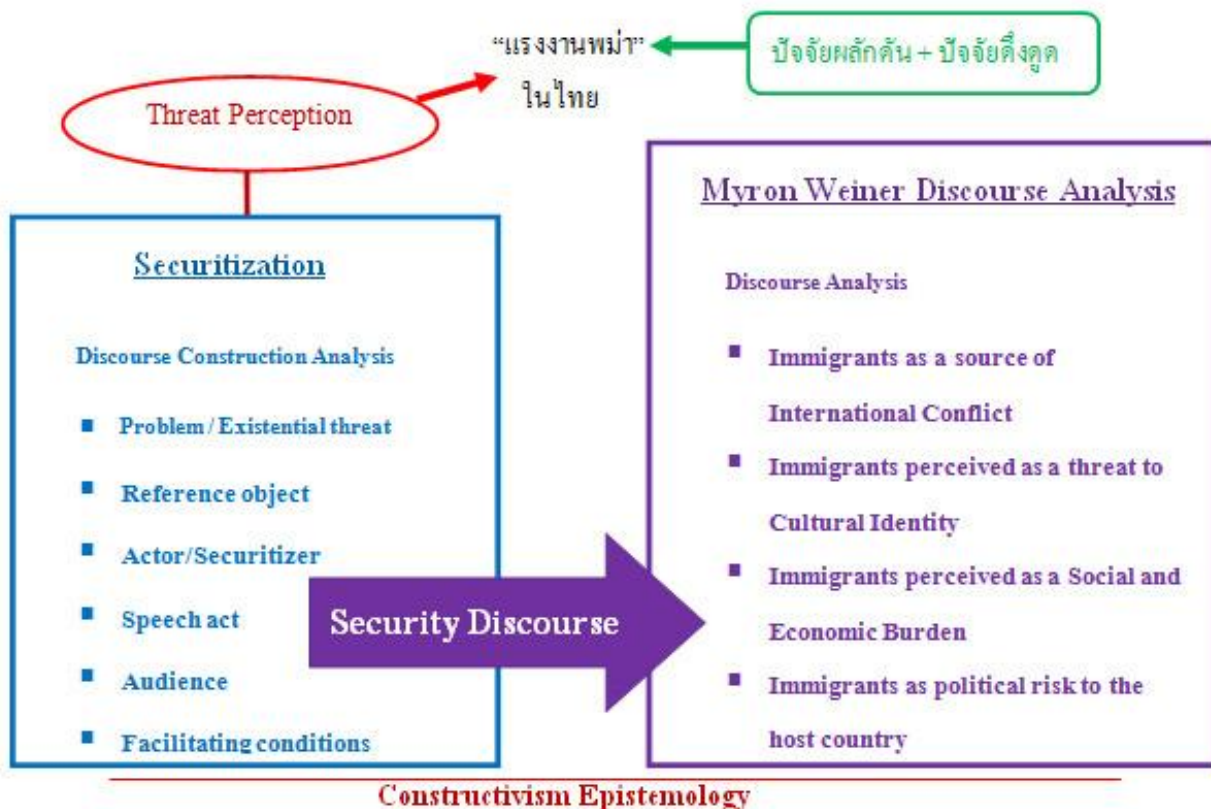 “แรงงานพม่า”
ในไทย
ปัจจัยผลักดัน + ปัจจัยดึงดูด
Threat Perception
Securitization
Discourse Construction Analysis
▪ Problem / Existential threat
▪ Reference object
▪ Actor/Securitizer
▪ Speech act
▪ Audience
▪ Facilitating conditions
Security Discourse
Myron Weiner Discourse Analysis
Discourse Analysis
▪ Immigrants as a source of
International Conflict
▪ Immigrants perceived as a threat to
Cultural Identity
▪ Immigrants perceived as a Social and
Economic Burden
▪ Immigrants as political risk to the
host country
Constructivism Epistemology